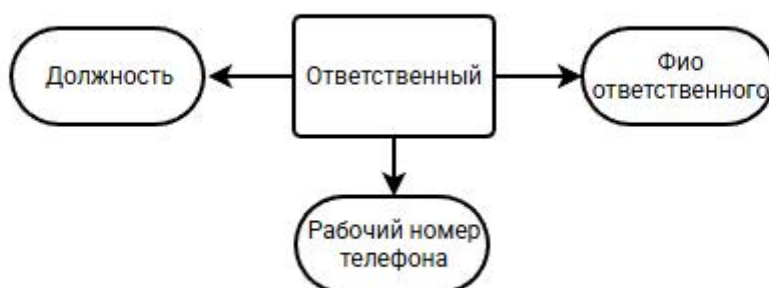 Должность
Ответственный
Фио
ответственного
Рабочий номер
телефона